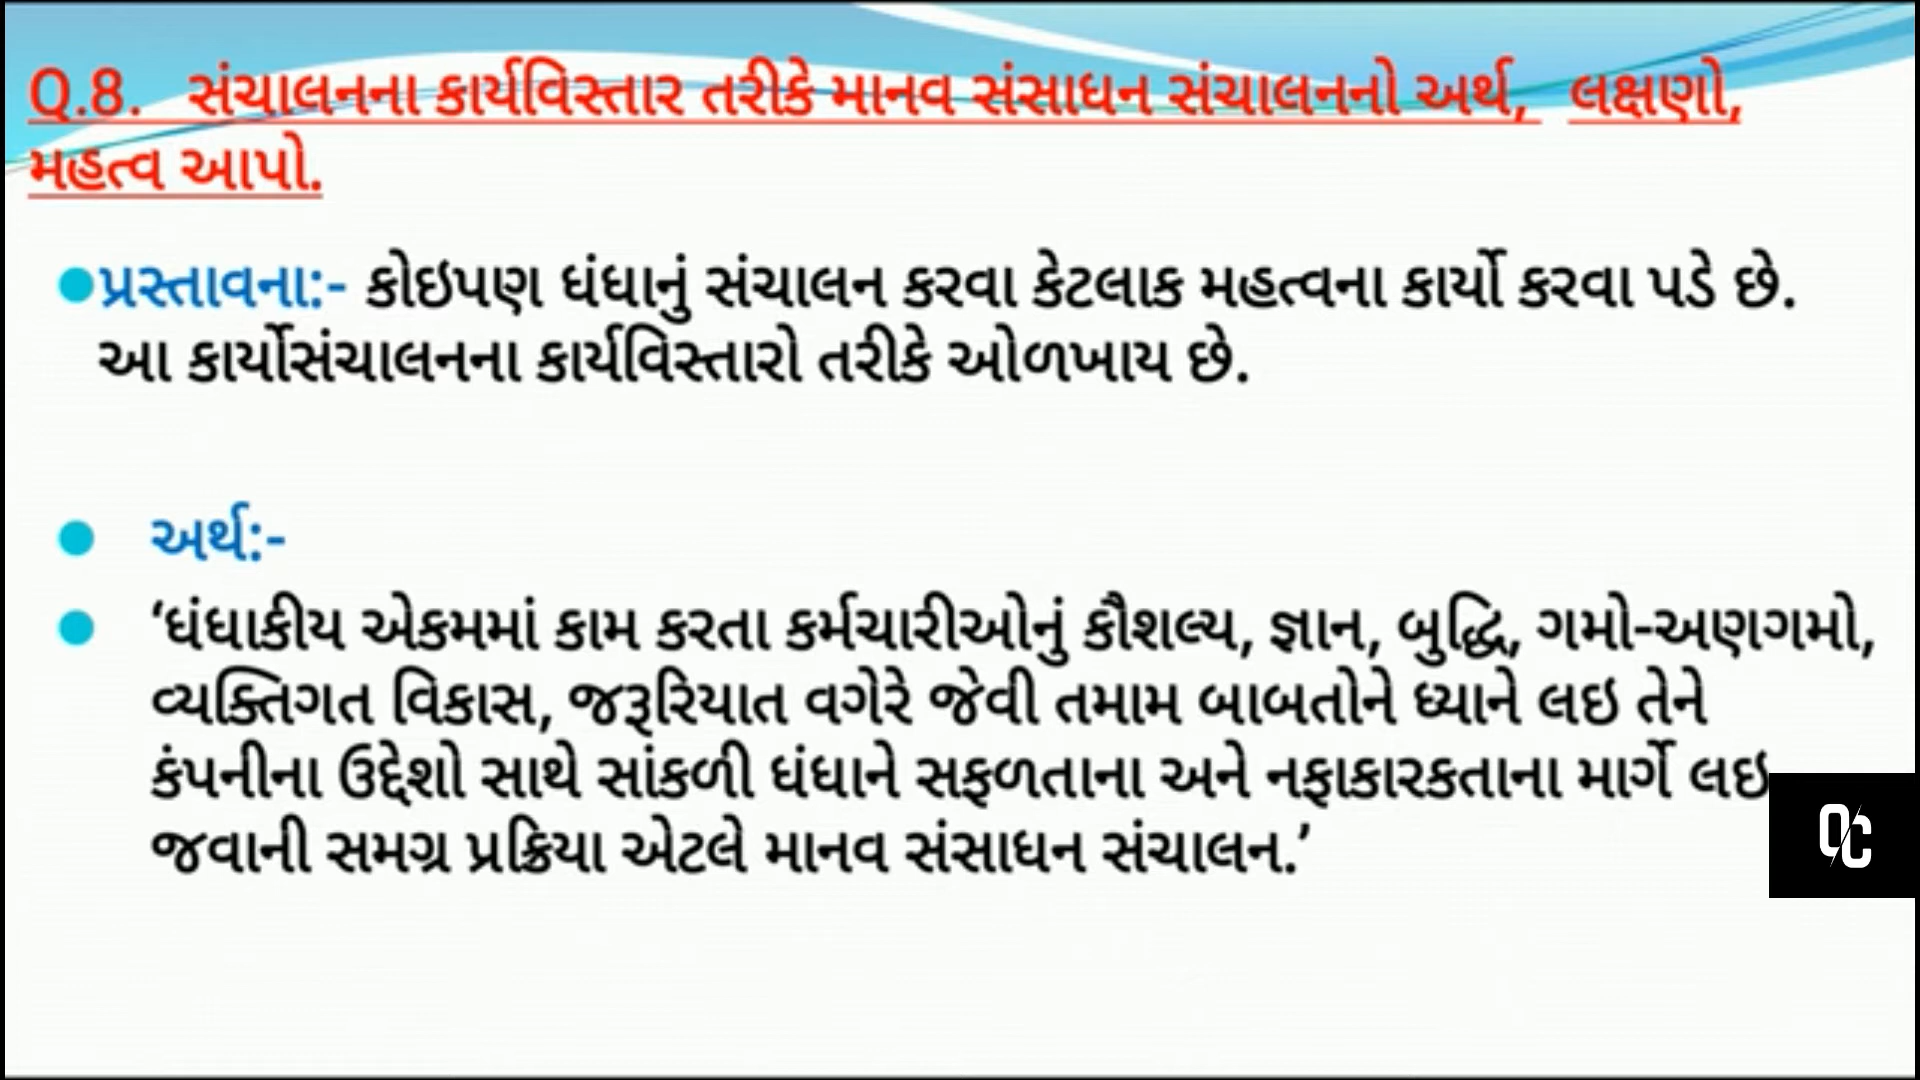 Q.8. સંચાલનના કાર્યવિસ્તાર તરીકે માનવ સંસાધન સંચાલનનો અર્થ, લક્ષણો,
મહત્વ આપો.
પ્રસ્તાવના:- કોઇપણ ધંધાનું સંચાલન કરવા કેટલાક મહત્વના કાર્યો કરવા પડે છે.
આ કાર્યોસંચાલનના કાર્યવિસ્તારો તરીકે ઓળખાય છે.
અર્થ:-
‘ધંધાકીય એકમમાં કામ કરતા કર્મચારીઓનું કૌશલ્ય, જ્ઞાન, બુદ્ધિ, ગમો-અણગમો,
વ્યક્તિગત વિકાસ, જરૂરિયાત વગેરે જેવી તમામ બાબતોને ધ્યાને લઇ તેને
કંપનીના ઉદ્દેશો સાથે સાંકળી ધંધાને સફળતાના અને નફાકારકતાના માર્ગે લઇ
જવાની સમગ્ર પ્રક્રિયા એટલે માનવ સંસાધન સંચાલન.’
QC